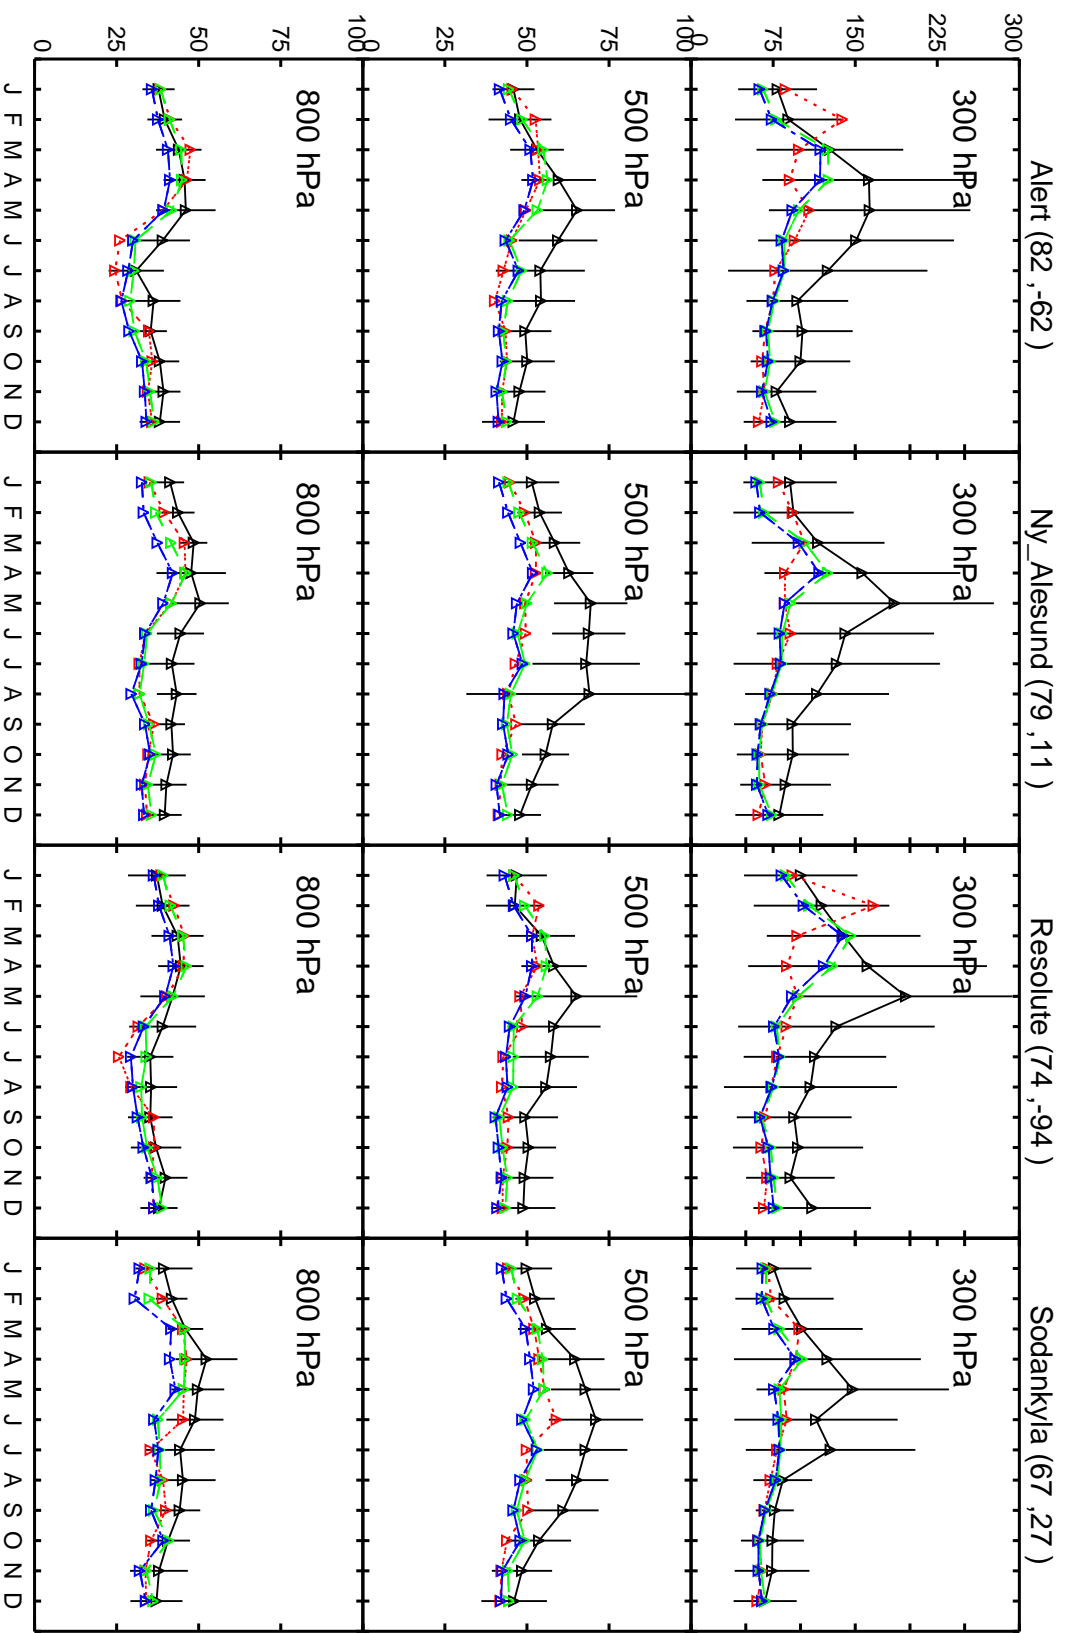 Alert (82 ,-62 )
Ny_Alesund (79 ,11 )
Resolute (74 ,-94 )
Sodankyla (67 ,27 )
300
225
150
75
0
300 hPa
300 hPa
300 hPa
300 hPa
100
75
50
25
0
500 hPa
500 hPa
500 hPa
500 hPa
100
75
50
25
0
800 hPa
800 hPa
800 hPa
800 hPa
J F M A M J J A S O N D
J F M A M J J A S O N D
J F M A M J J A S O N D
J F M A M J J A S O N D